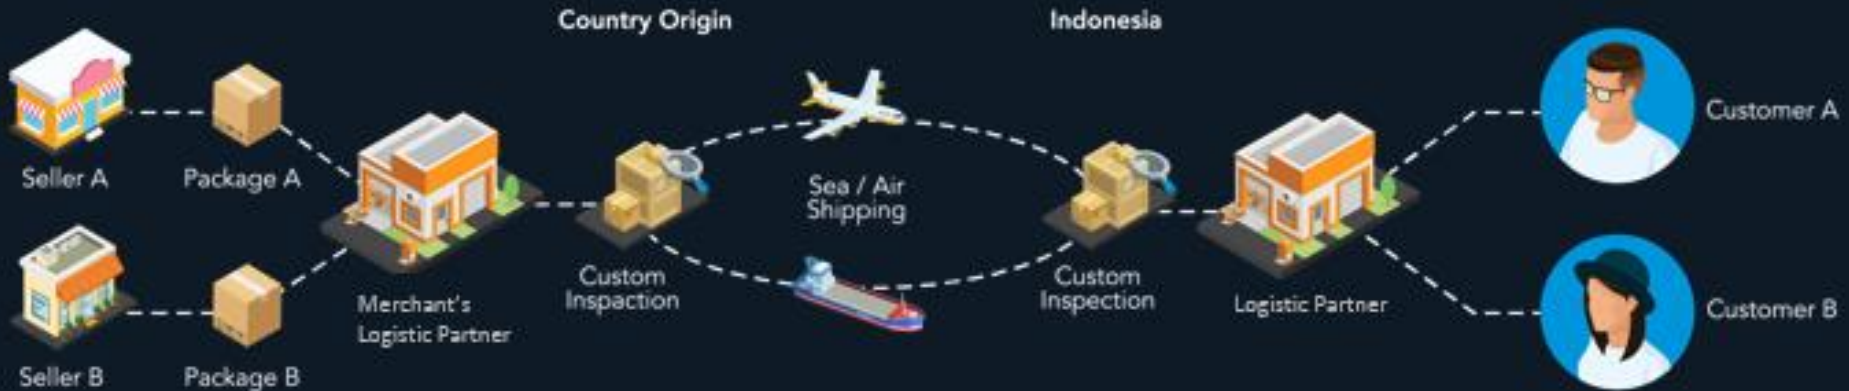 Country Origin
Indonesia
Seller A
Package A
Sea / Air
Shipping
Customer A
Custom
Inspaction
Custom
Inspection
Merchant's
Logistic Partner
Logistic Partner
Customer B
Seller B
Package B